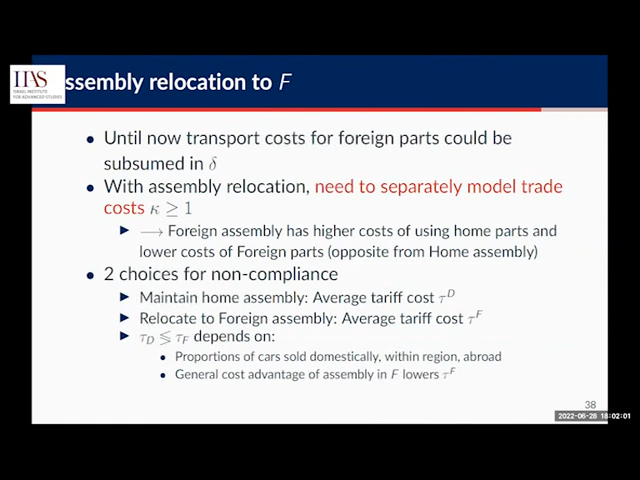 IIAS
ISRAEL INSTITUTE
FOR ADVANCED STUDIES
ssembly relocation to F
• Until now transport costs for foreign parts could be
subsumed in δ
• With assembly relocation, need to separately model trade
costs κ ≥ 1
▶ ⟶ Foreign assembly has higher costs of using home parts and
lower costs of Foreign parts (opposite from Home assembly)
• 2 choices for non-compliance
▶ Maintain home assembly: Average tariff cost τ^D
▶ Relocate to Foreign assembly: Average tariff cost τ^F
▶ τ_D ⪋ τ_F depends on:
• Proportions of cars sold domestically, within region, abroad
• General cost advantage of assembly in F lowers τ^F
38
2022-06-28 18:02:01